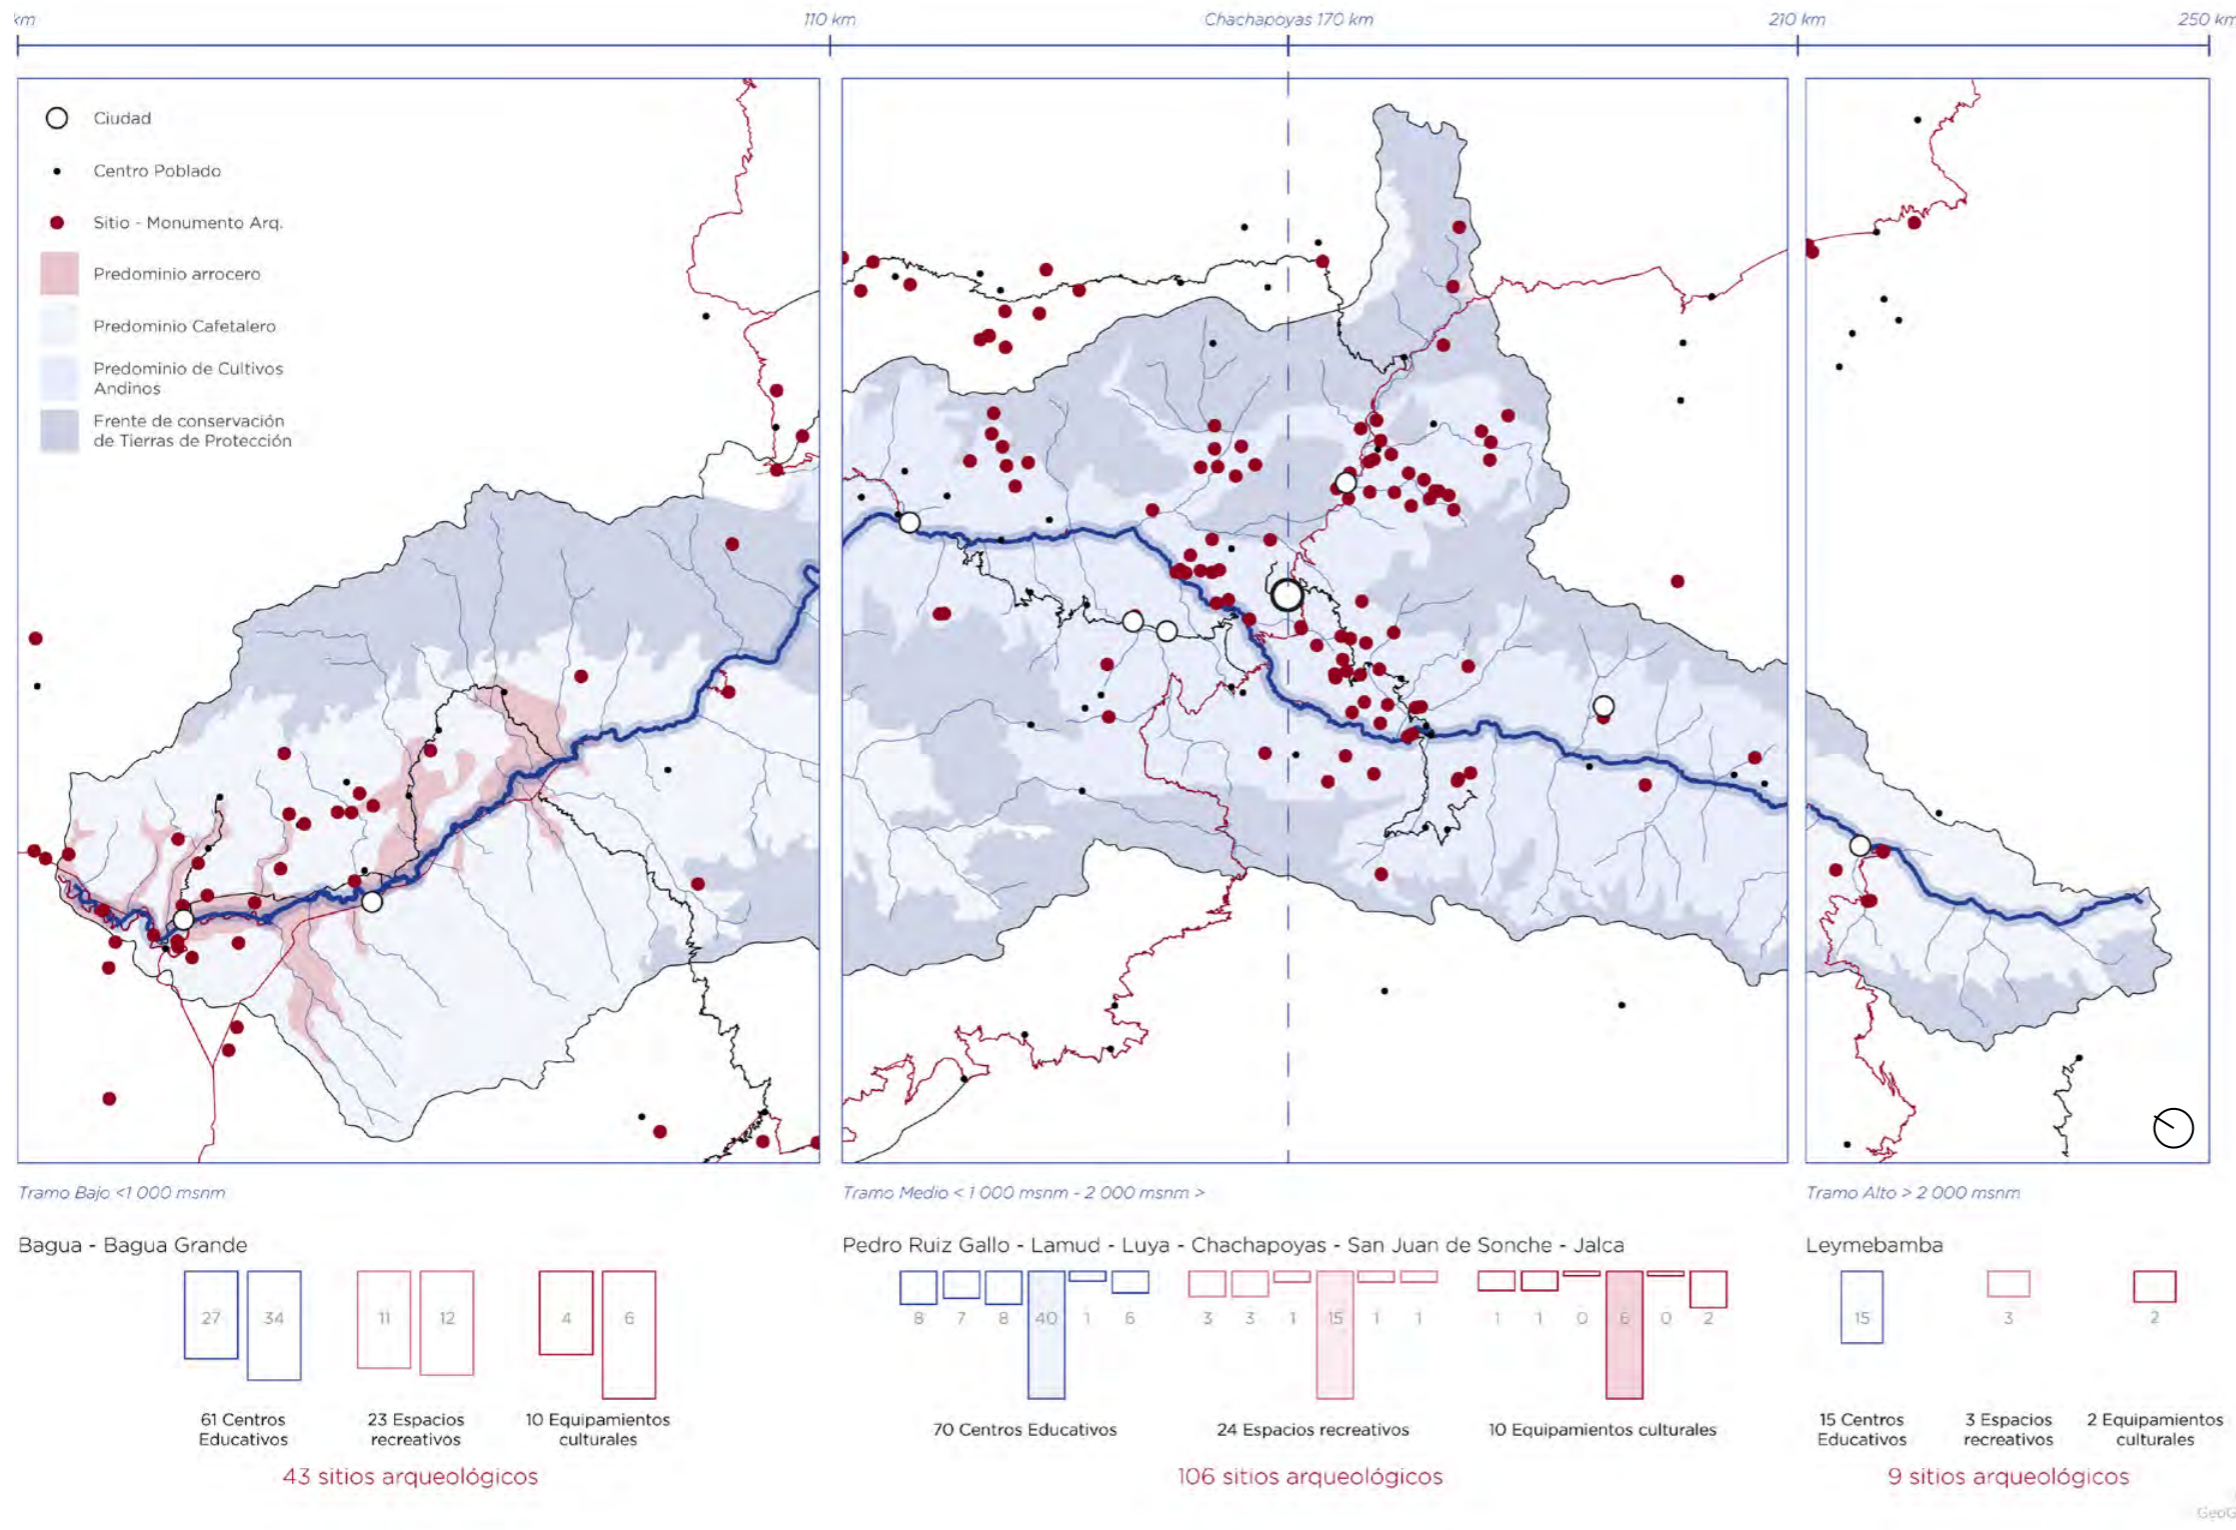 km
110 km
Chachapoyas 170 km
210 km
250 km
Ciudad
Centro Poblado
Sitio - Monumento Arq.
Predominio arrocero
Predominio Cafetalero
Predominio de Cultivos
Andinos
Frente de conservación
de Tierras de Protección
Tramo Bajo <1 000 msnm
Tramo Medio < 1 000 msnm - 2 000 msnm >
Tramo Alto > 2 000 msnm
Bagua - Bagua Grande
27 34 11 12 4 6
61 Centros
Educativos
23 Espacios
recreativos
10 Equipamientos
culturales
43 sitios arqueológicos
Pedro Ruiz Gallo - Lamud - Luya - Chachapoyas - San Juan de Sonche - Jalca
8 7 8 40 1 6 3 3 1 15 1 1 1 1 0 6 0 2
70 Centros Educativos
24 Espacios recreativos
10 Equipamientos culturales
106 sitios arqueológicos
Leymebamba
15 3 2
15 Centros
Educativos
3 Espacios
recreativos
2 Equipamientos
culturales
9 sitios arqueológicos